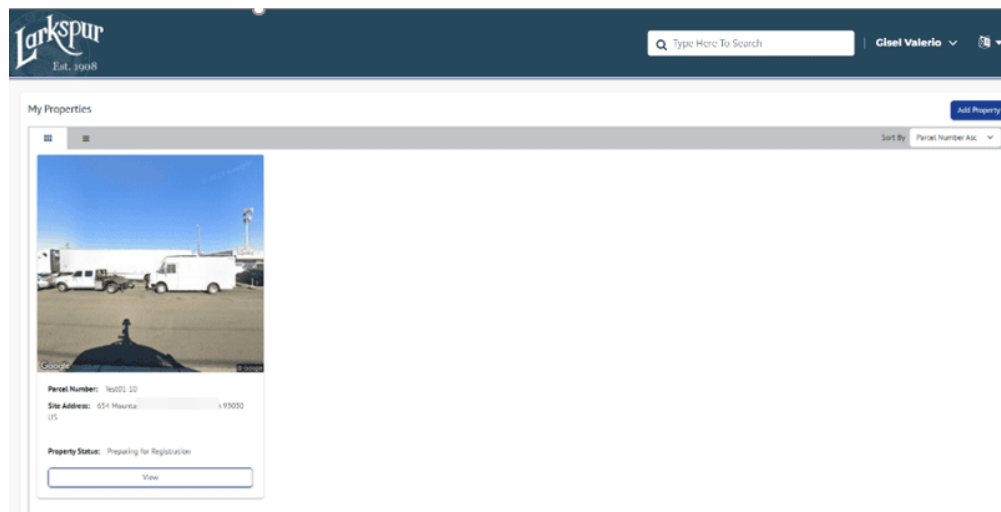 Larkspur
Est. 1908
Type Here To Search
Gisel Valerio
My Properties
Add Property
Sort By Parcel Number Asc
Google
© Google
Parcel Number: Test01-10
Site Address: 654 Mounta 95050
US
Property Status: Preparing for Registration
View